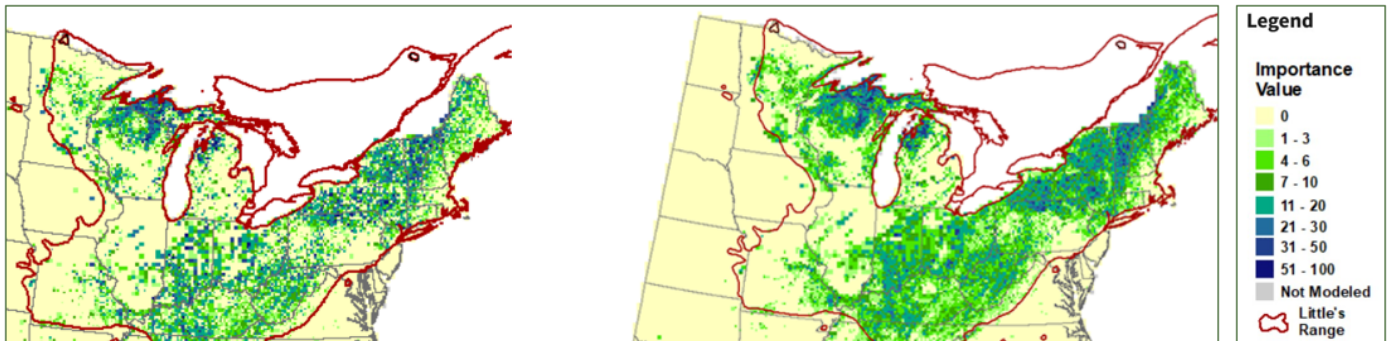 Legend
Importance
Value
0
1 - 3
4 - 6
7 - 10
11 - 20
21 - 30
31 - 50
51 - 100
Not Modeled
Little's
Range